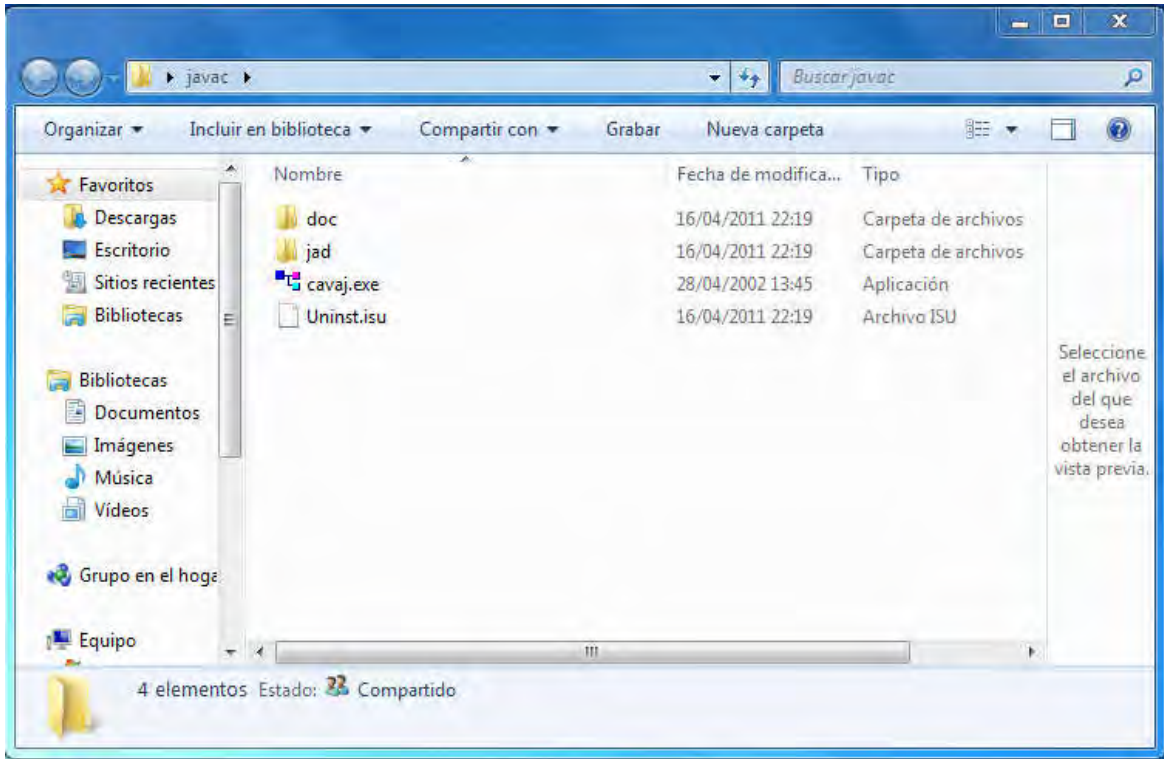 javac
Buscar javac
Organizar Incluir en biblioteca Compartir con Grabar Nueva carpeta
Favoritos
Descargas
Escritorio
Sitios recientes
Bibliotecas
Bibliotecas
Documentos
Imágenes
Música
Vídeos
Grupo en el hoga
Equipo
Nombre Fecha de modifica... Tipo
doc 16/04/2011 22:19 Carpeta de archivos
jad 16/04/2011 22:19 Carpeta de archivos
cavaj.exe 28/04/2002 13:45 Aplicación
Uninst.isu 16/04/2011 22:19 Archivo ISU
Seleccione
el archivo
del que
desea
obtener la
vista previa.
4 elementos Estado: Compartido